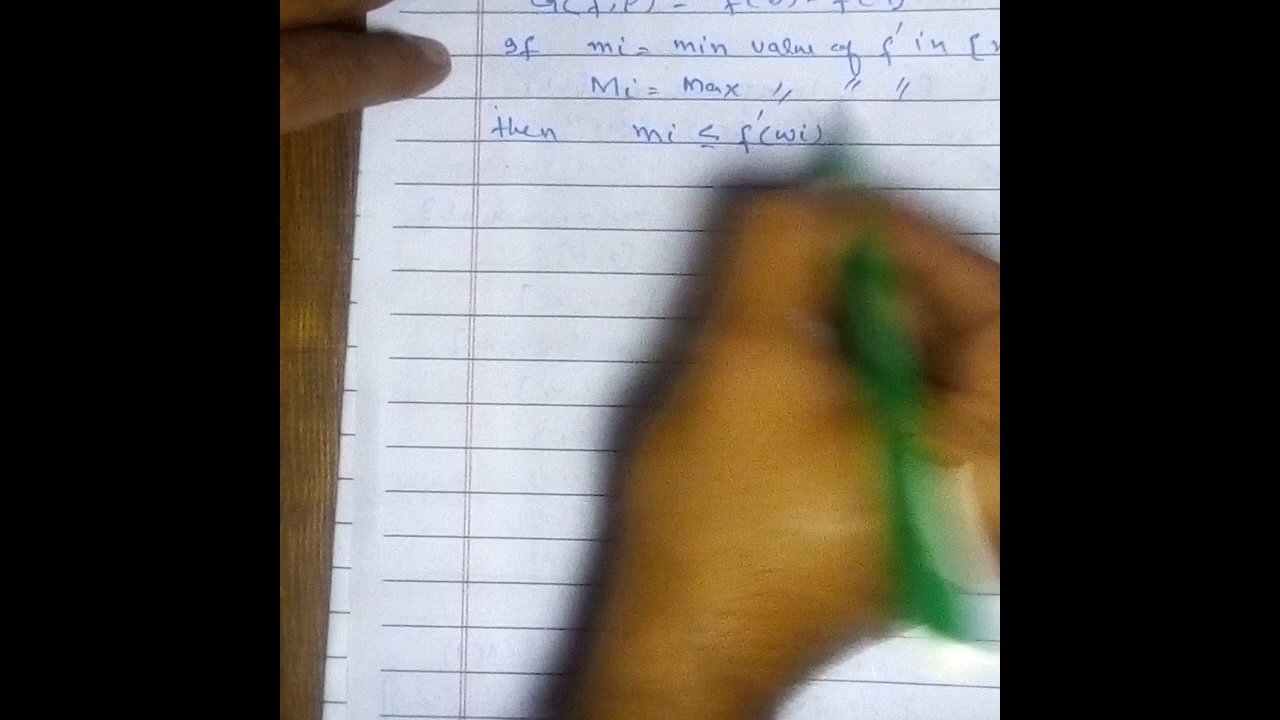 If mi = min value of f' in [
Mi = Max " " "
then mi ≤ f'(wi)